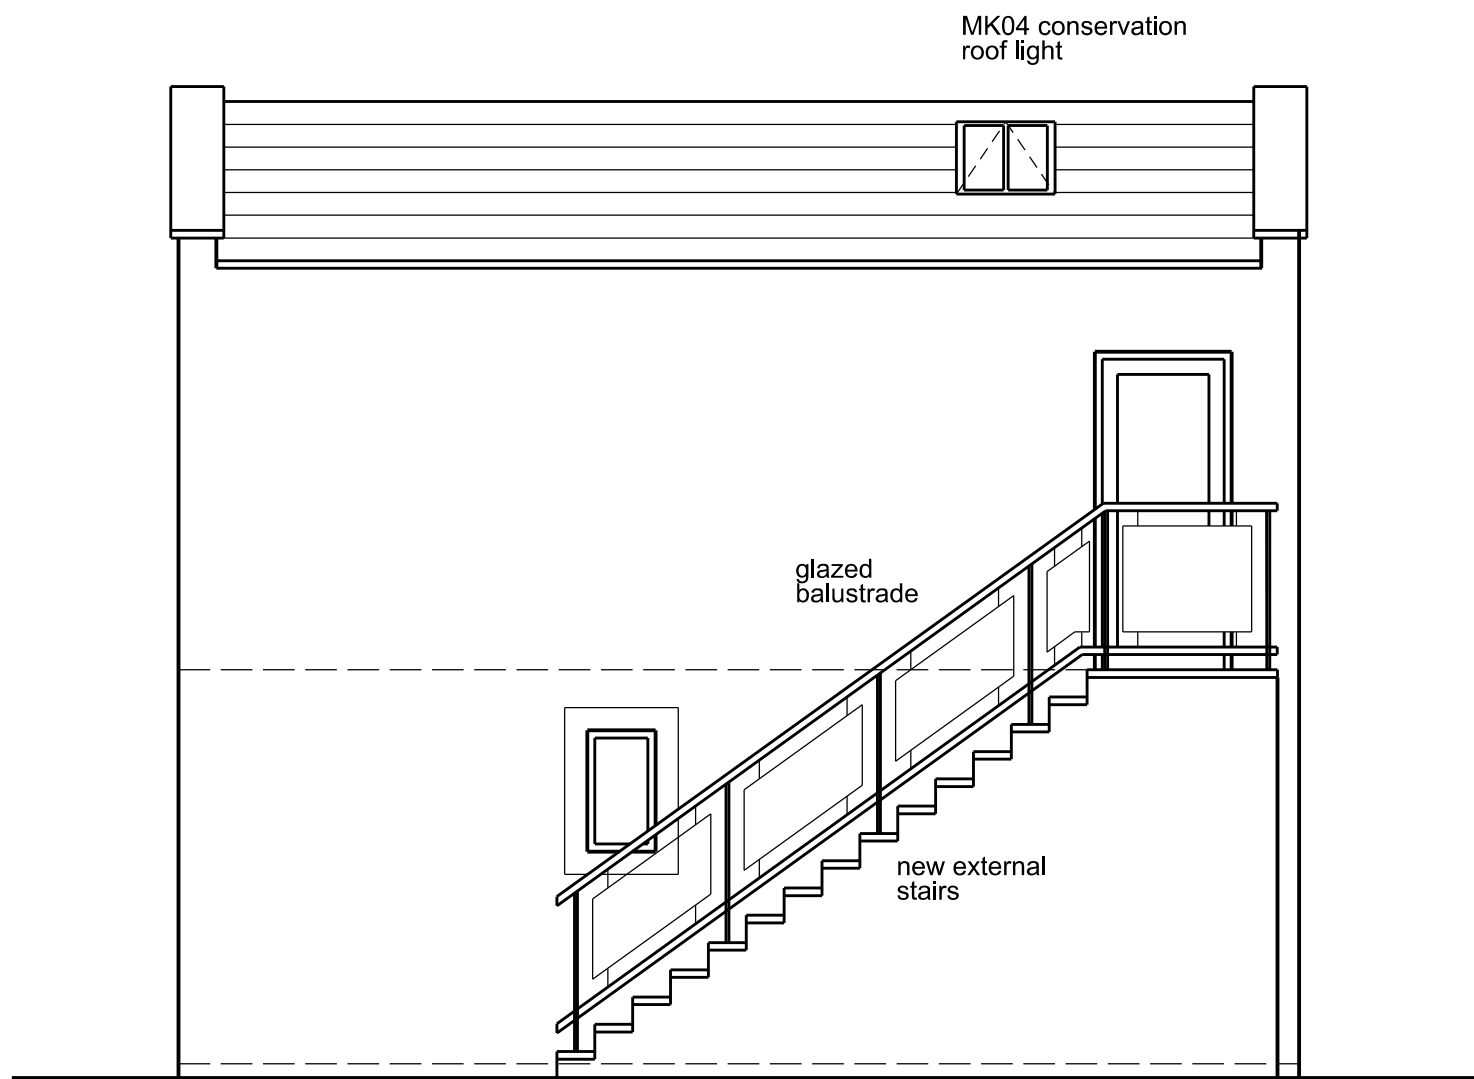 MK04 conservation
roof light
glazed
balustrade
new external
stairs